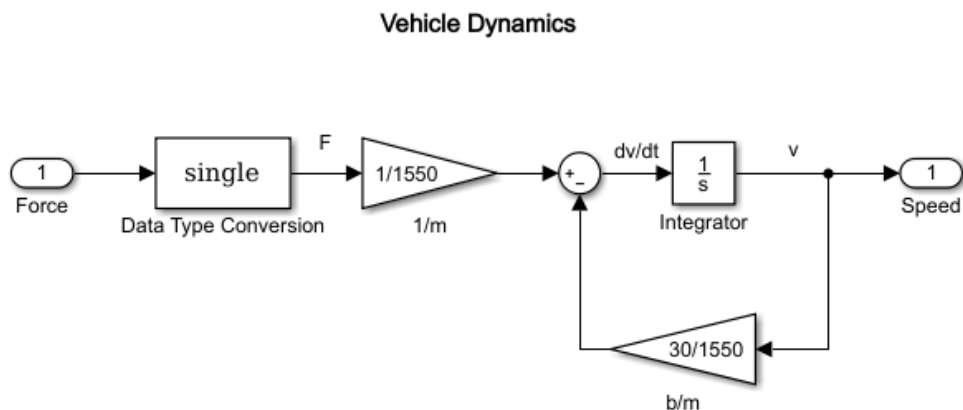 Vehicle Dynamics
1
Force
single
Data Type Conversion
F
1/1550
1/m
+
−
dv/dt
1
s
Integrator
v
1
Speed
30/1550
b/m